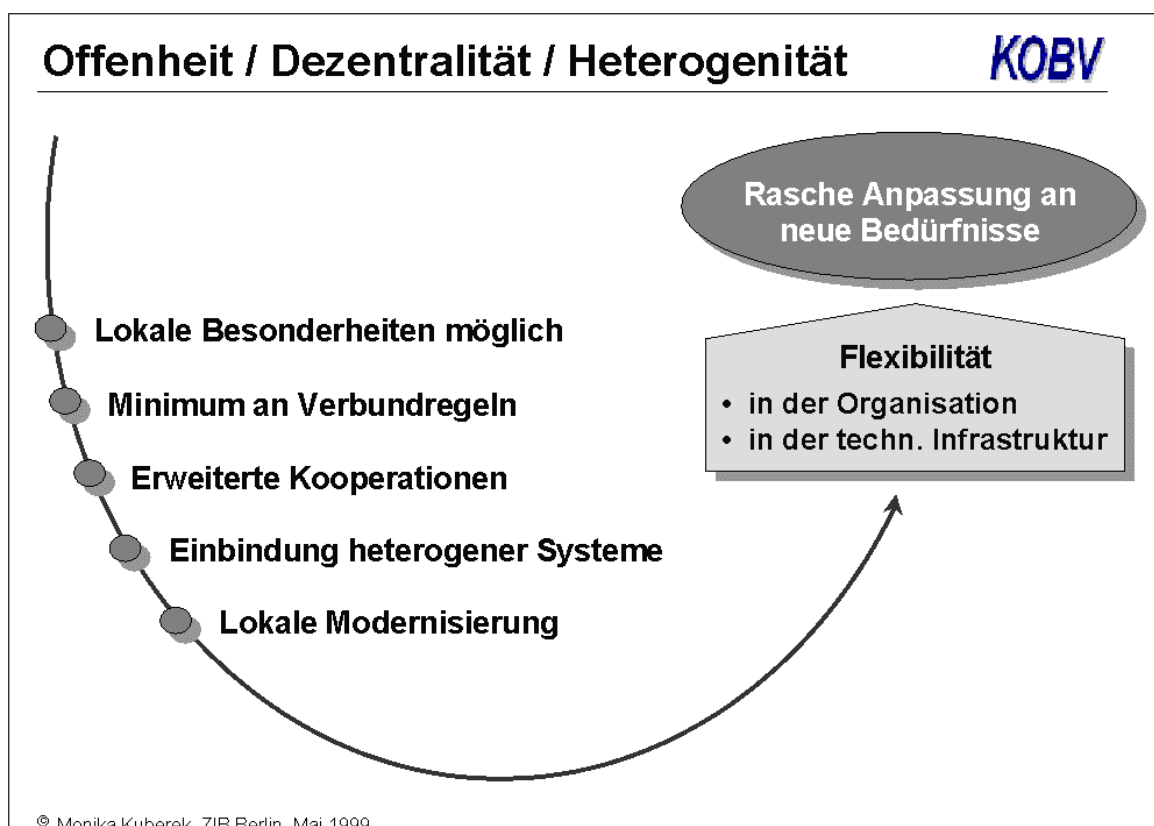 Offenheit / Dezentralität / Heterogenität
KOBV
Rasche Anpassung an
neue Bedürfnisse
Lokale Besonderheiten möglich
Minimum an Verbundregeln
Erweiterte Kooperationen
Einbindung heterogener Systeme
Lokale Modernisierung
Flexibilität
• in der Organisation
• in der techn. Infrastruktur
© Monika Kuberek, ZIB Berlin, Mai 1999